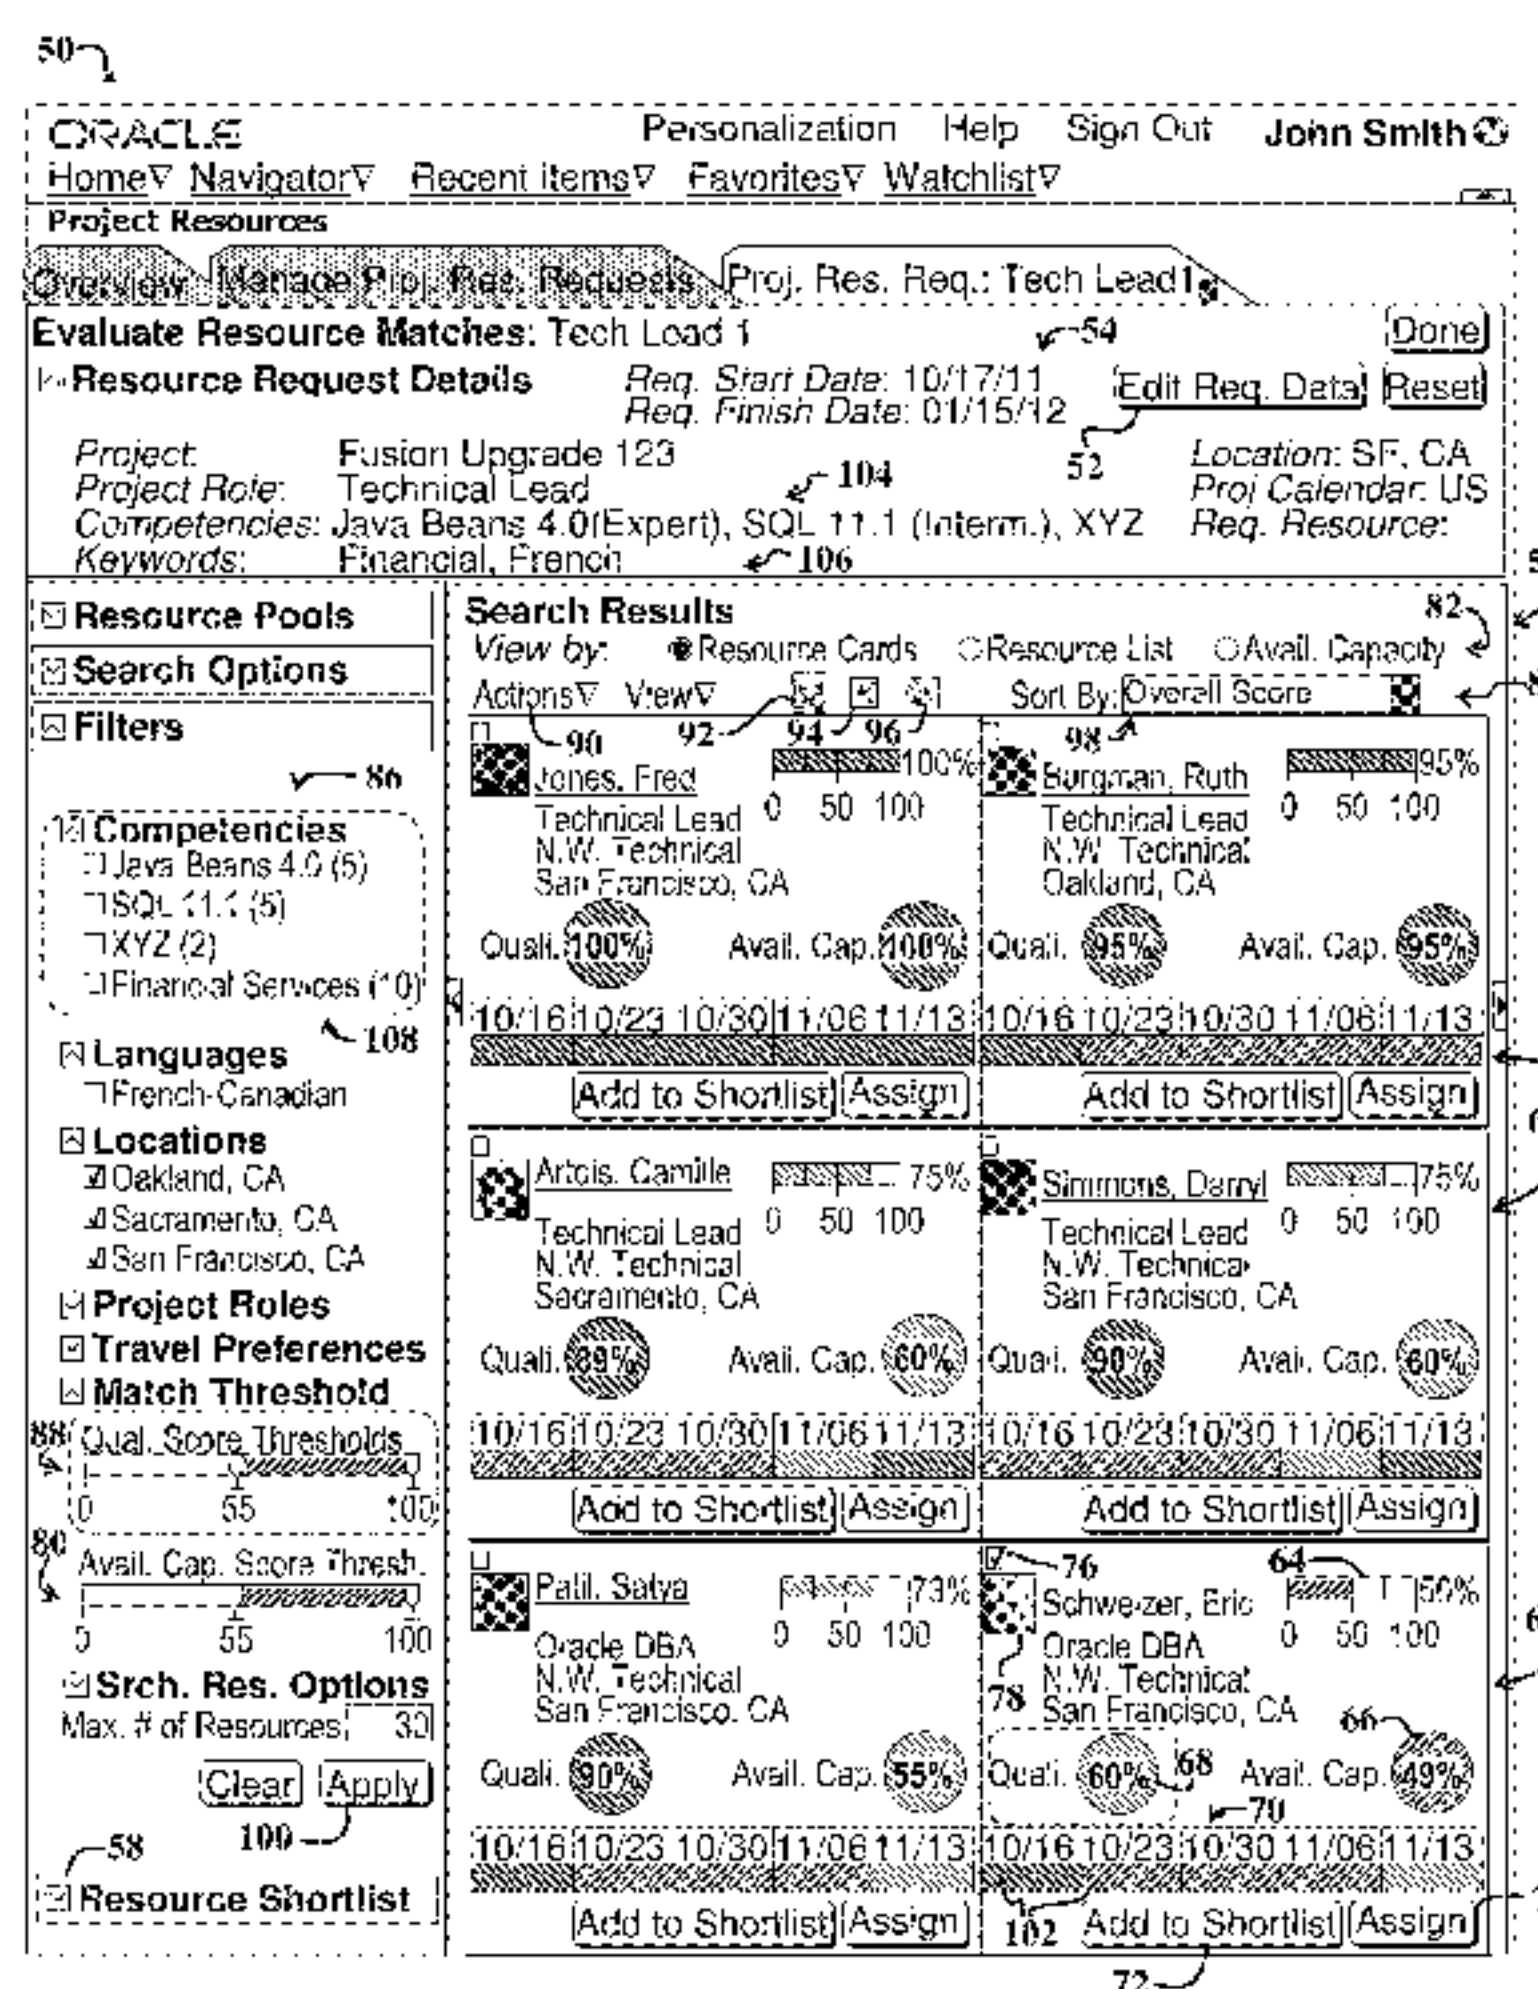 50
ORACLE Personalization Help Sign Out John Smith
Home Navigator Recent Items Favorites Watchlist
Project Resources
Overview Manage Proj. Res. Requests Proj. Res. Req.: Tech Lead1
Evaluate Resource Matches: Tech Lead 1 54 Done
Resource Request Details Req. Start Date: 10/17/11 Edit Req. Data Reset
Req. Finish Date: 01/15/12
Project: Fusion Upgrade 123 52 Location: SF, CA
Project Role: Technical Lead 104 Proj Calendar: US
Competencies: Java Beans 4.0(Expert), SQL 11.1 (Interm.), XYZ Req. Resource:
Keywords: Financial, French 106
Resource Pools
Search Options
Filters
86
Competencies
Java Beans 4.0 (5)
SQL 11.1 (5)
XYZ (2)
Financial Services (10)
108
Languages
French-Canadian
Locations
Oakland, CA
Sacramento, CA
San Francisco, CA
Project Roles
Travel Preferences
Match Threshold
88 Qual. Score Thresholds
0 55 100
80 Avail. Cap. Score Thresh.
0 55 100
Srch. Res. Options
Max. # of Resources 30
Clear Apply
100
58
Resource Shortlist
Search Results 82
View by: Resource Cards Resource List Avail. Capacity
Actions View Sort By: Overall Score
90 92 94 96 98
Jones, Fred 100%
0 50 100
Technical Lead
N.W. Technical
San Francisco, CA
Quali. 100% Avail. Cap. 100%
10/16 10/23 10/30 11/06 11/13
Add to Shortlist Assign
Burgman, Ruth 95%
0 50 100
Technical Lead
N.W. Technical
Oakland, CA
Quali. 95% Avail. Cap. 95%
10/16 10/23 10/30 11/06 11/13
Add to Shortlist Assign
Artois, Camille 75%
0 50 100
Technical Lead
N.W. Technical
Sacramento, CA
Quali. 89% Avail. Cap. 60%
10/16 10/23 10/30 11/06 11/13
Add to Shortlist Assign
Simmons, Darryl 75%
0 50 100
Technical Lead
N.W. Technical
San Francisco, CA
Quali. 90% Avail. Cap. 60%
10/16 10/23 10/30 11/06 11/13
Add to Shortlist Assign
Patil, Satya 73%
0 50 100
Oracle DBA
N.W. Technical
San Francisco, CA
Quali. 90% Avail. Cap. 55%
10/16 10/23 10/30 11/06 11/13
Add to Shortlist Assign
76 64
Schweizer, Eric 50%
0 50 100
Oracle DBA
78 N.W. Technical
San Francisco, CA 66
Quali. 60% 68 Avail. Cap. 49%
70
10/16 10/23 10/30 11/06 11/13
102 Add to Shortlist Assign
72